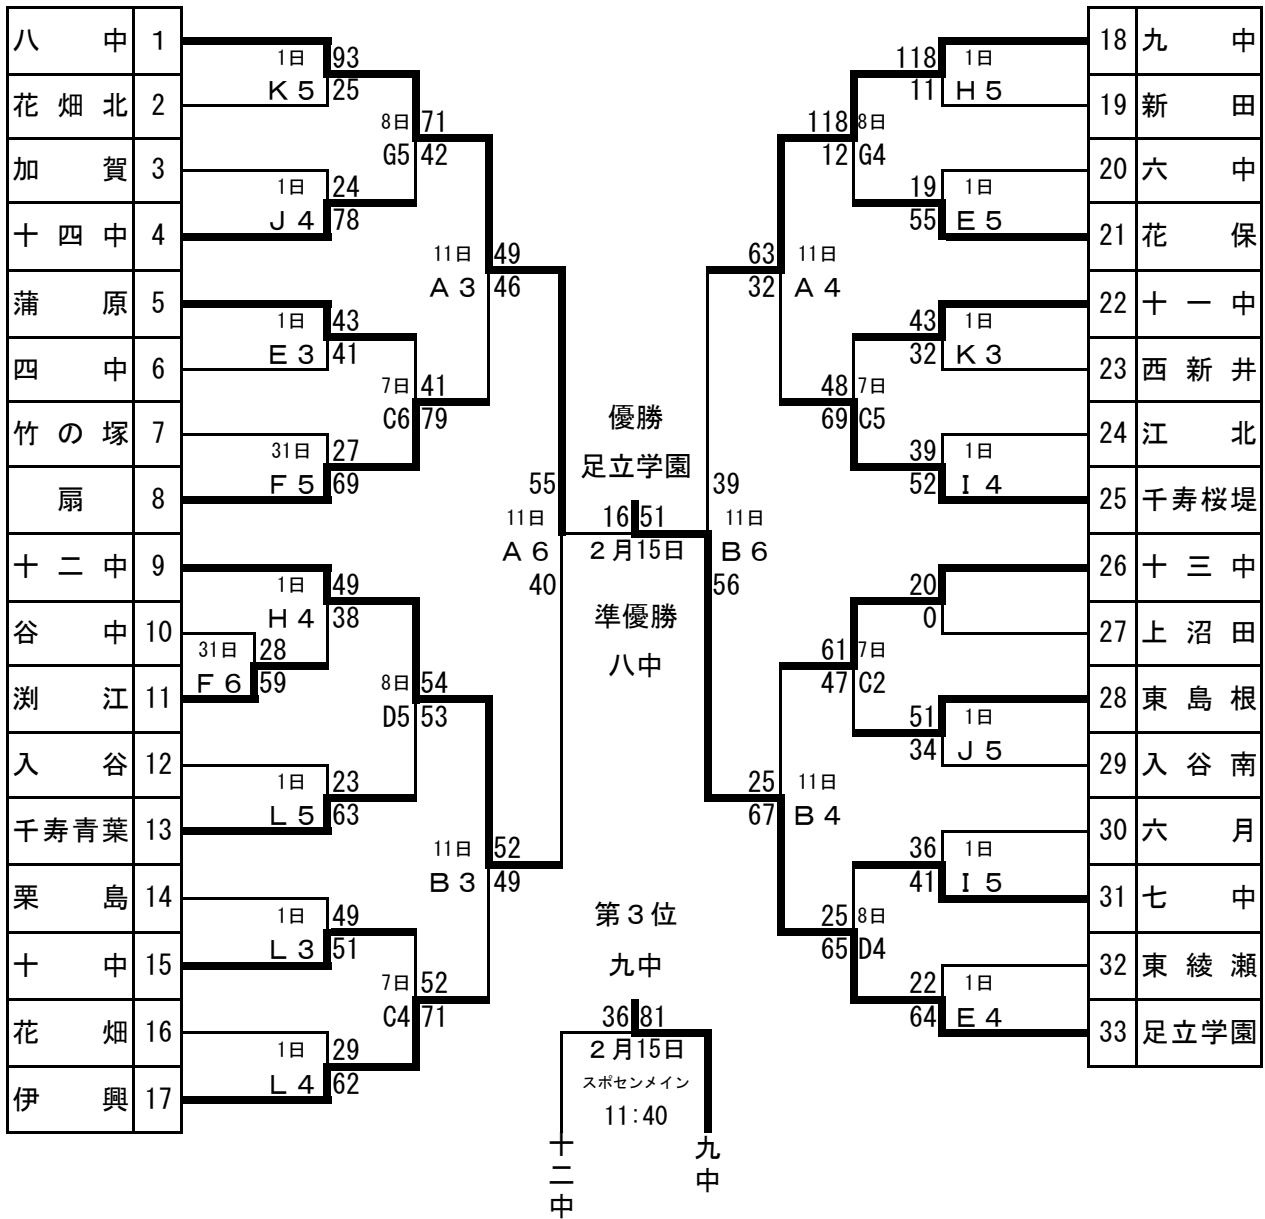 八中 1
花畑北 2
加賀 3
十四中 4
蒲原 5
四中 6
竹の塚 7
扇 8
十二中 9
谷中 10
渕江 11
入谷 12
千寿青葉 13
栗島 14
十中 15
花畑 16
伊興 17
1日 93
K5 25
1日 24
J4 78
1日 43
E3 41
31日 27
F5 69
1日 49
H4 38
31日 28
F6 59
1日 23
L5 63
1日 49
L3 51
1日 29
L4 62
8日 71
G5 42
7日 41
C6 79
8日 54
D5 53
7日 52
C4 71
11日 49
A3 46
11日 52
B3 49
55
11日
A6
40
優勝
足立学園
16 51
2月15日
準優勝
八中
第3位
九中
36 81
2月15日
スポセンメイン
11:40
十二中
九中
39
11日
B6
56
63 11日
32 A4
25 11日
67 B4
118 8日
12 G4
48 7日
69 C5
61 7日
47 C2
25 8日
65 D4
118 1日
11 H5
19 1日
55 E5
43 1日
32 K3
39 1日
52 I4
20
0
51 1日
34 J5
36 1日
41 I5
22 1日
64 E4
18 九中
19 新田
20 六中
21 花保
22 十一中
23 西新井
24 江北
25 千寿桜堤
26 十三中
27 上沼田
28 東島根
29 入谷南
30 六月
31 七中
32 東綾瀬
33 足立学園